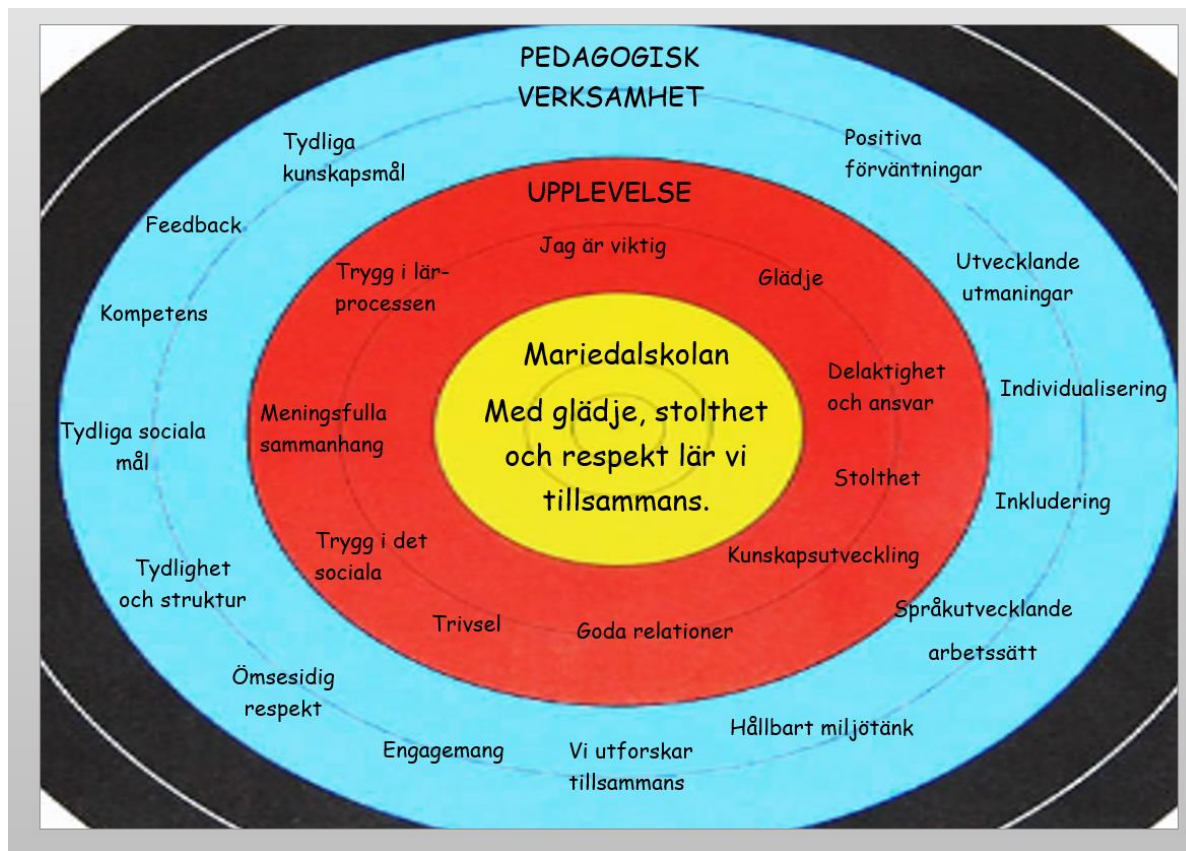 PEDAGOGISK
VERKSAMHET
Tydliga
kunskapsmål
Positiva
förväntningar
Feedback
Utvecklande
utmaningar
Kompetens
Individualisering
Tydliga sociala
mål
Inkludering
Tydlighet
och struktur
Språkutvecklande
arbetssätt
Ömsesidig
respekt
Hållbart miljötänk
Engagemang
Vi utforskar
tillsammans
UPPLEVELSE
Jag är viktig
Trygg i lär-
processen
Glädje
Meningsfulla
sammanhang
Delaktighet
och ansvar
Stolthet
Trygg i det
sociala
Kunskapsutveckling
Trivsel
Goda relationer
Mariedalskolan
Med glädje, stolthet
och respekt lär vi
tillsammans.